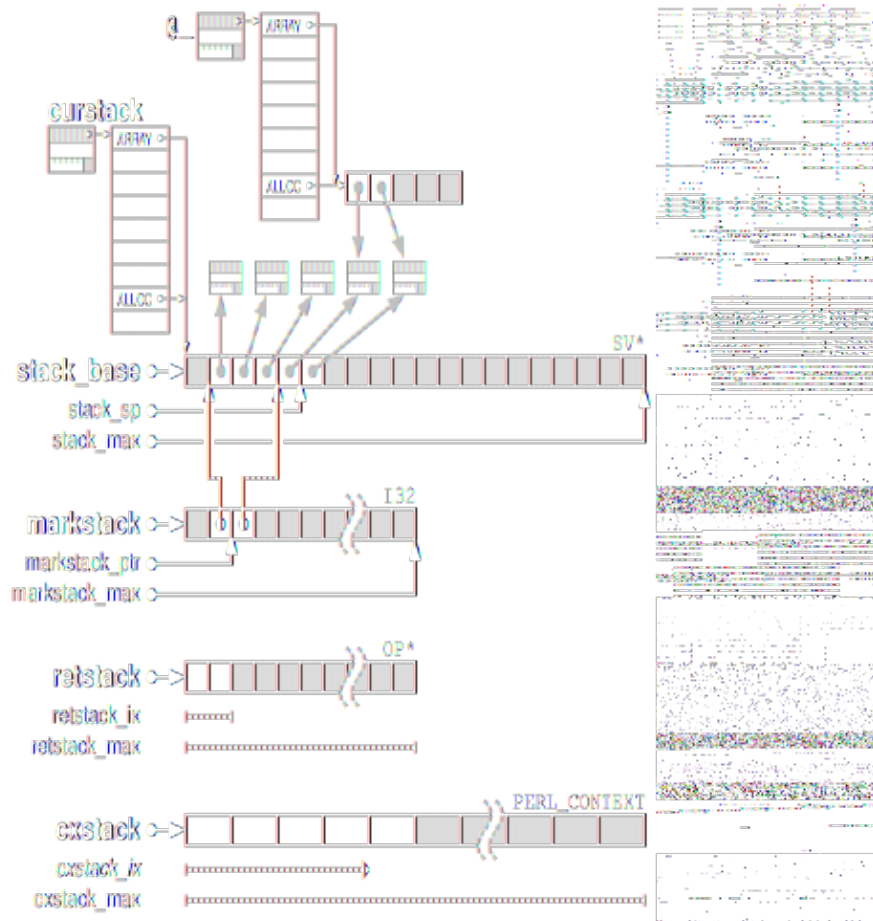 a
ARRAY
curstack
ARRAY
ALLOC
ALLOC
SV*
stack_base
stack_sp
stack_max
I32
markstack
markstack_ptr
markstack_max
OP*
retstack
retstack_ix
retstack_max
PERL_CONTEXT
cxstack
cxstack_ix
cxstack_max